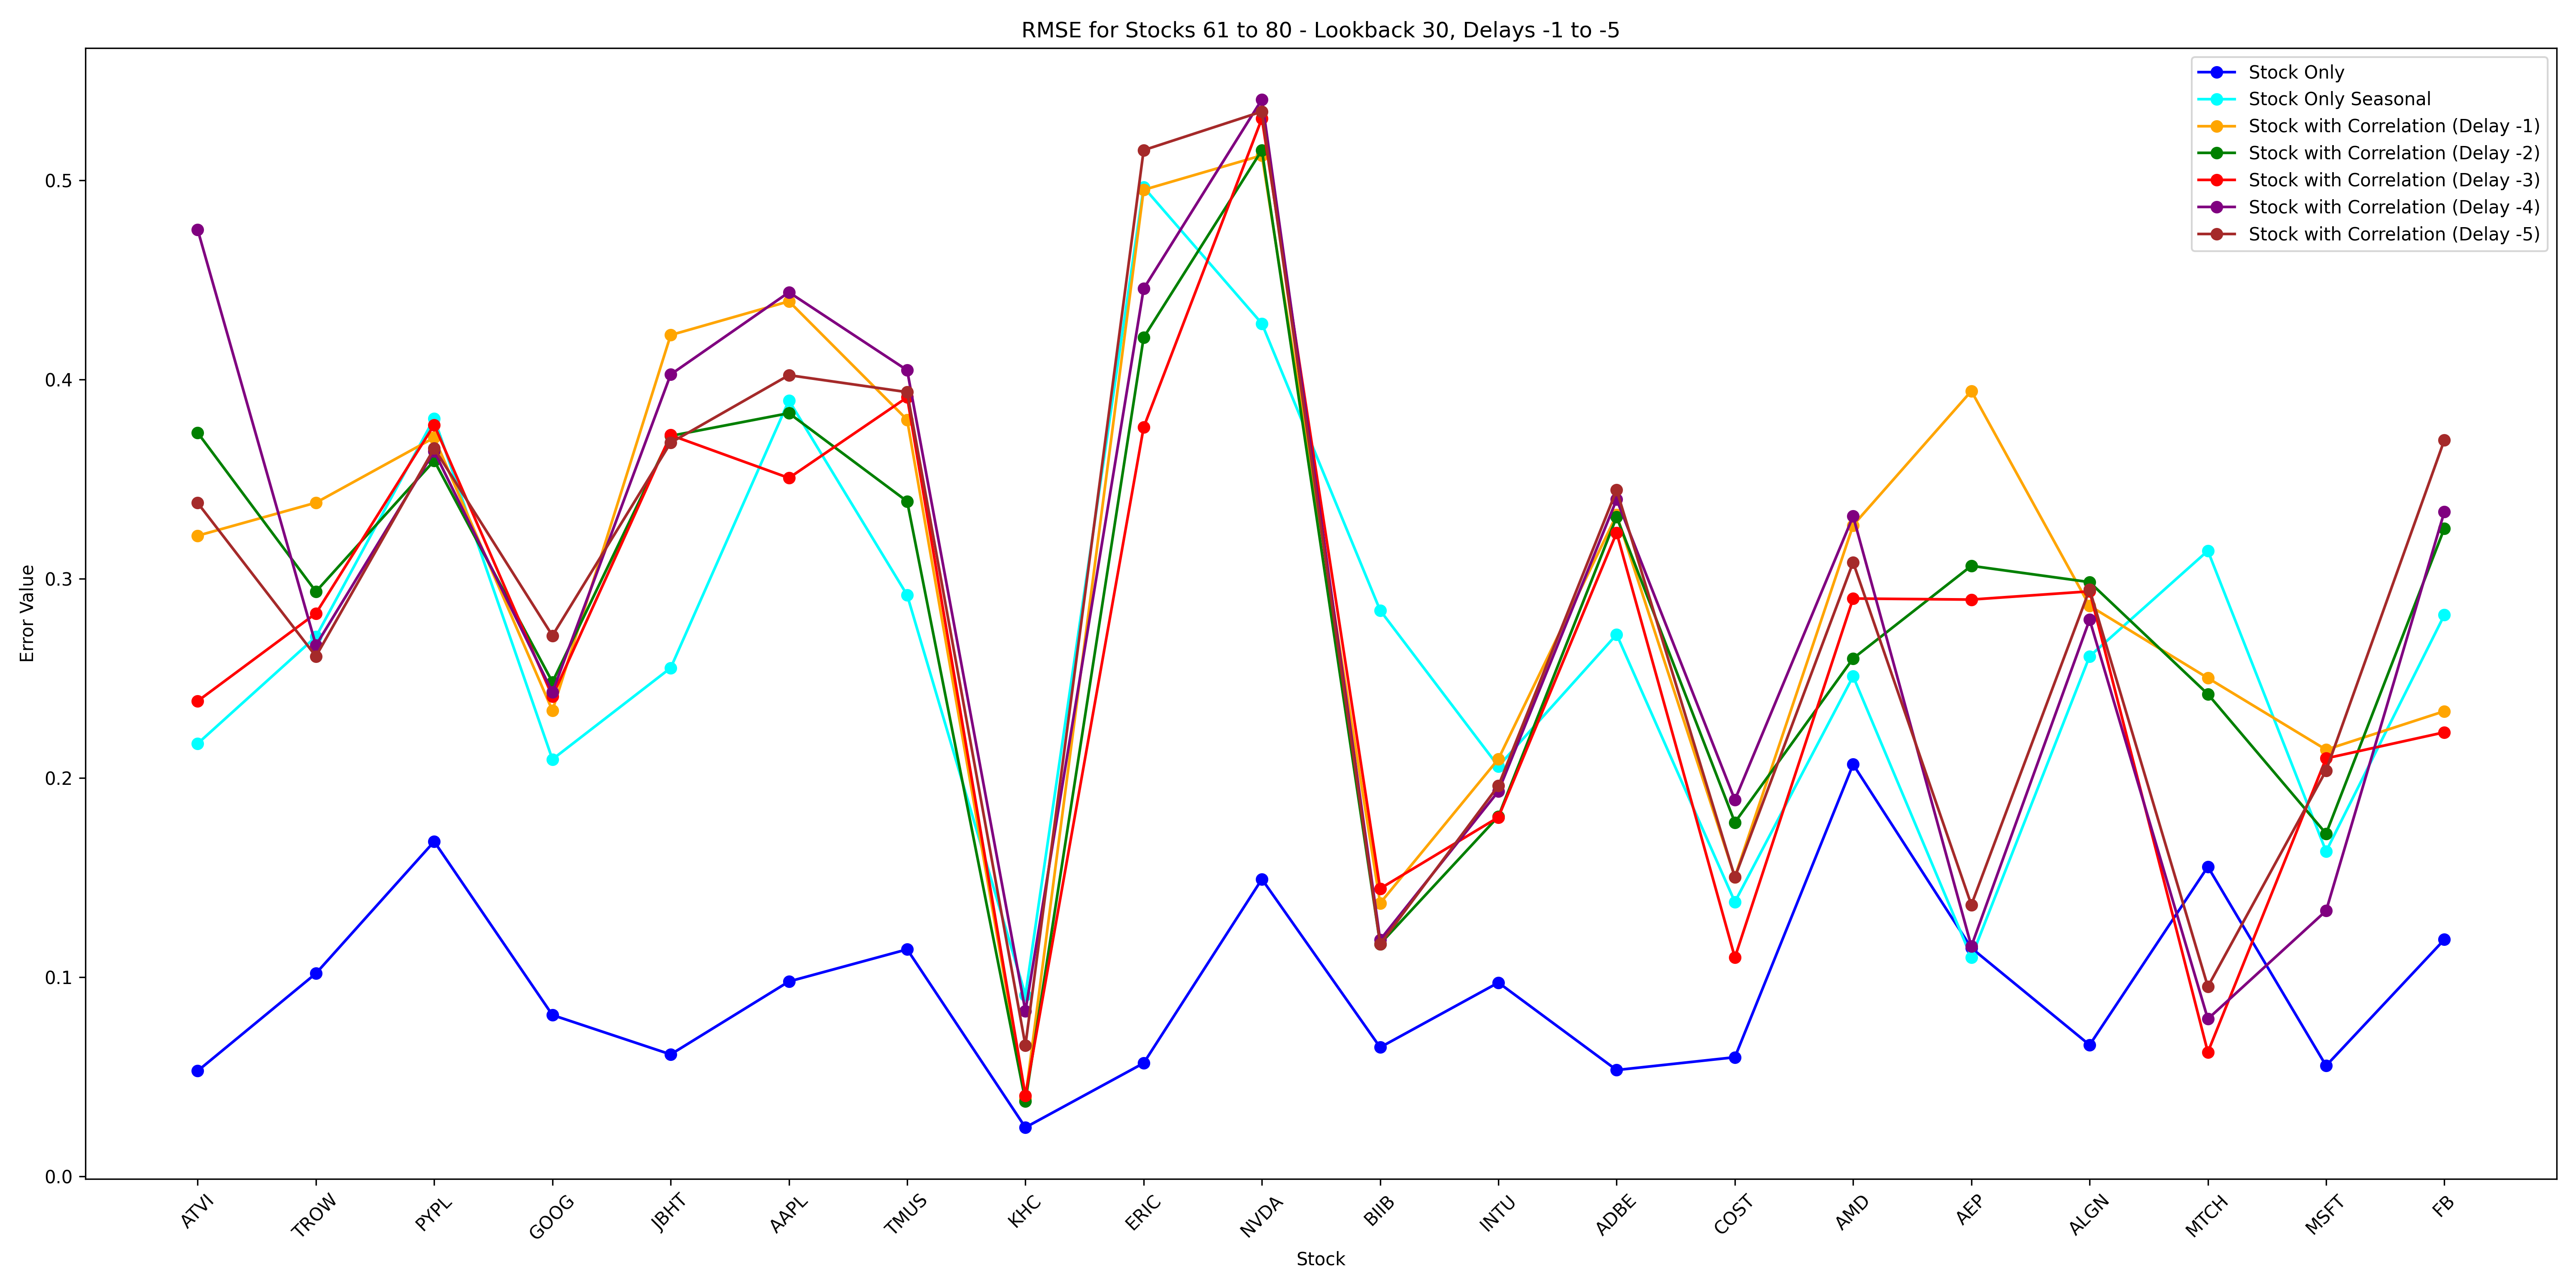 RMSE for Stocks 61 to 80 - Lookback 30, Delays -1 to -5
Stock Only
Stock Only Seasonal
Stock with Correlation (Delay -1)
Stock with Correlation (Delay -2)
Stock with Correlation (Delay -3)
Stock with Correlation (Delay -4)
Stock with Correlation (Delay -5)
Error Value
0.5
0.4
0.3
0.2
0.1
0.0
ATVI
TROW
PYPL
GOOG
JBHT
AAPL
TMUS
KHC
ERIC
NVDA
BIIB
INTU
ADBE
COST
AMD
AEP
ALGN
MTCH
MSFT
FB
Stock